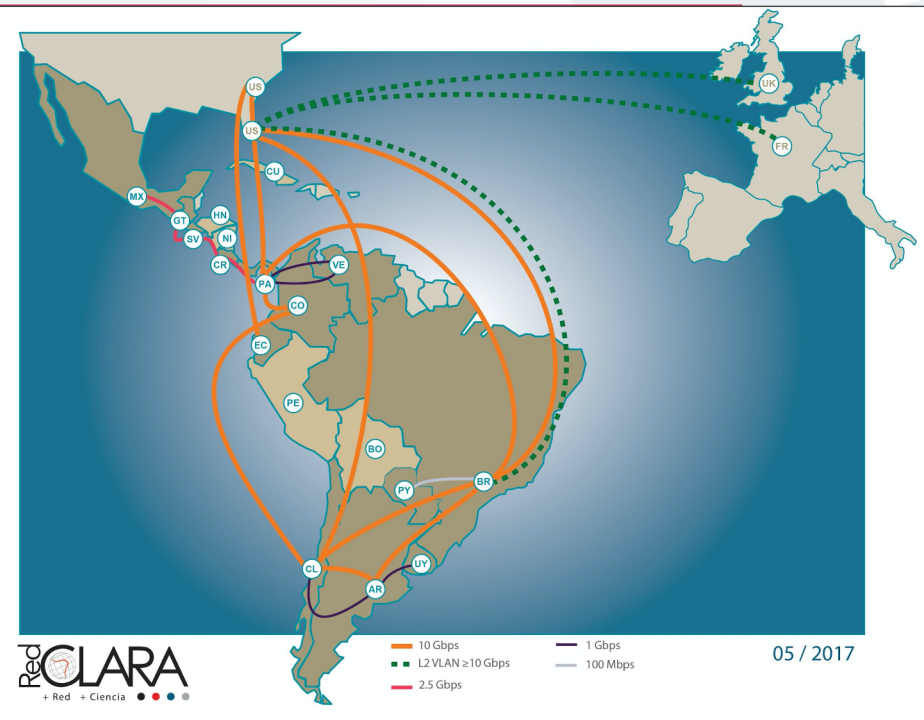 US
UK
US
FR
CU
MX
HN
GT
SV
NI
CR
VE
PA
CO
EC
PE
BO
BR
PY
CL
UY
AR
10 Gbps
1 Gbps
L2 VLAN ≥10 Gbps
100 Mbps
2.5 Gbps
05 / 2017
Red
CLARA
+ Red + Ciencia